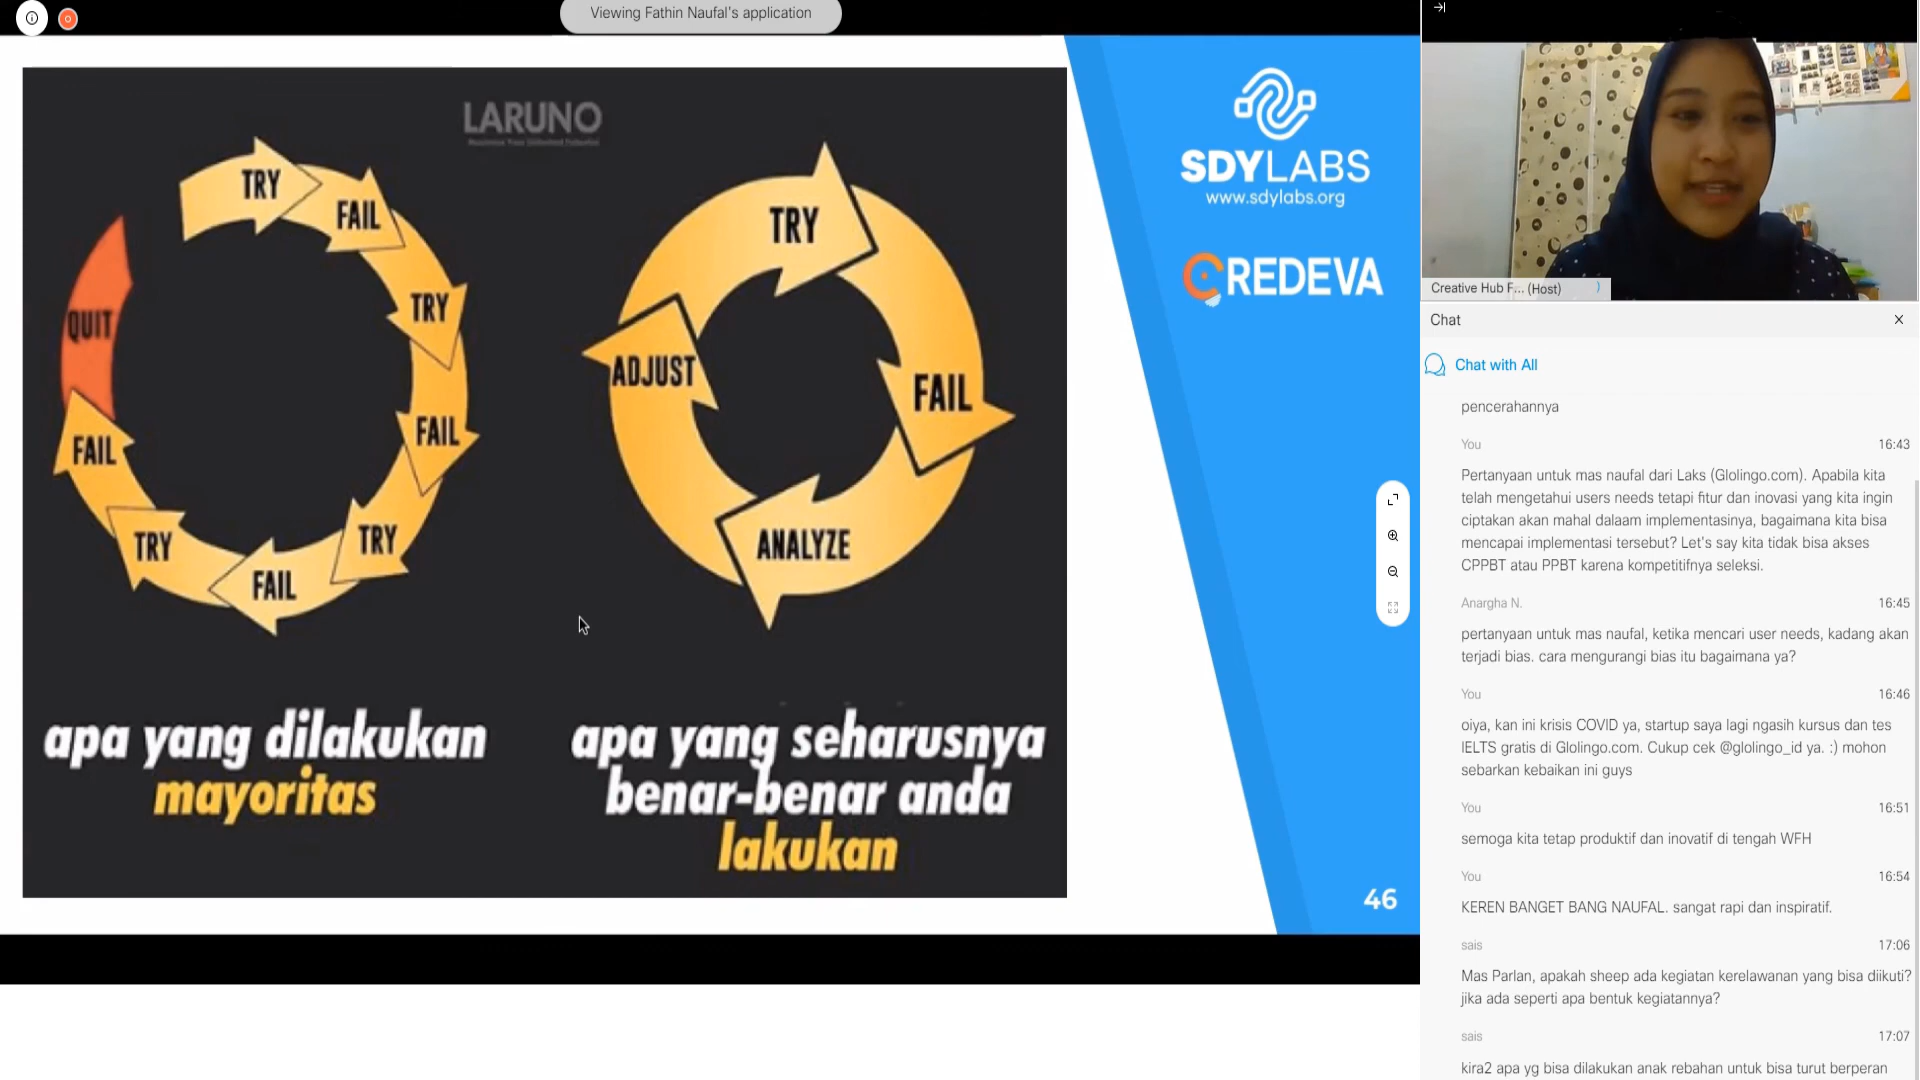 Viewing Fathin Naufal's application
LARUNO
TRY
FAIL
TRY
FAIL
TRY
FAIL
TRY
FAIL
QUIT
TRY
FAIL
ANALYZE
ADJUST
apa yang dilakukan
mayoritas
apa yang seharusnya
benar-benar anda
lakukan
SDYLABS
www.sdylabs.org
CREDEVA
46
Creative Hub F... (Host)
Chat
Chat with All
pencerahannya
You 16:43
Pertanyaan untuk mas naufal dari Laks (Glolingo.com). Apabila kita
telah mengetahui users needs tetapi fitur dan inovasi yang kita ingin
ciptakan akan mahal dalaam implementasinya, bagaimana kita bisa
mencapai implementasi tersebut? Let's say kita tidak bisa akses
CPPBT atau PPBT karena kompetitifnya seleksi.
Anargha N. 16:45
pertanyaan untuk mas naufal, ketika mencari user needs, kadang akan
terjadi bias. cara mengurangi bias itu bagaimana ya?
You 16:46
oiya, kan ini krisis COVID ya, startup saya lagi ngasih kursus dan tes
IELTS gratis di Glolingo.com. Cukup cek @glolingo_id ya. :) mohon
sebarkan kebaikan ini guys
You 16:51
semoga kita tetap produktif dan inovatif di tengah WFH
You 16:54
KEREN BANGET BANG NAUFAL. sangat rapi dan inspiratif.
sais 17:06
Mas Parlan, apakah sheep ada kegiatan kerelawanan yang bisa diikuti?
jika ada seperti apa bentuk kegiatannya?
sais 17:07
kira2 apa yg bisa dilakukan anak rebahan untuk bisa turut berperan